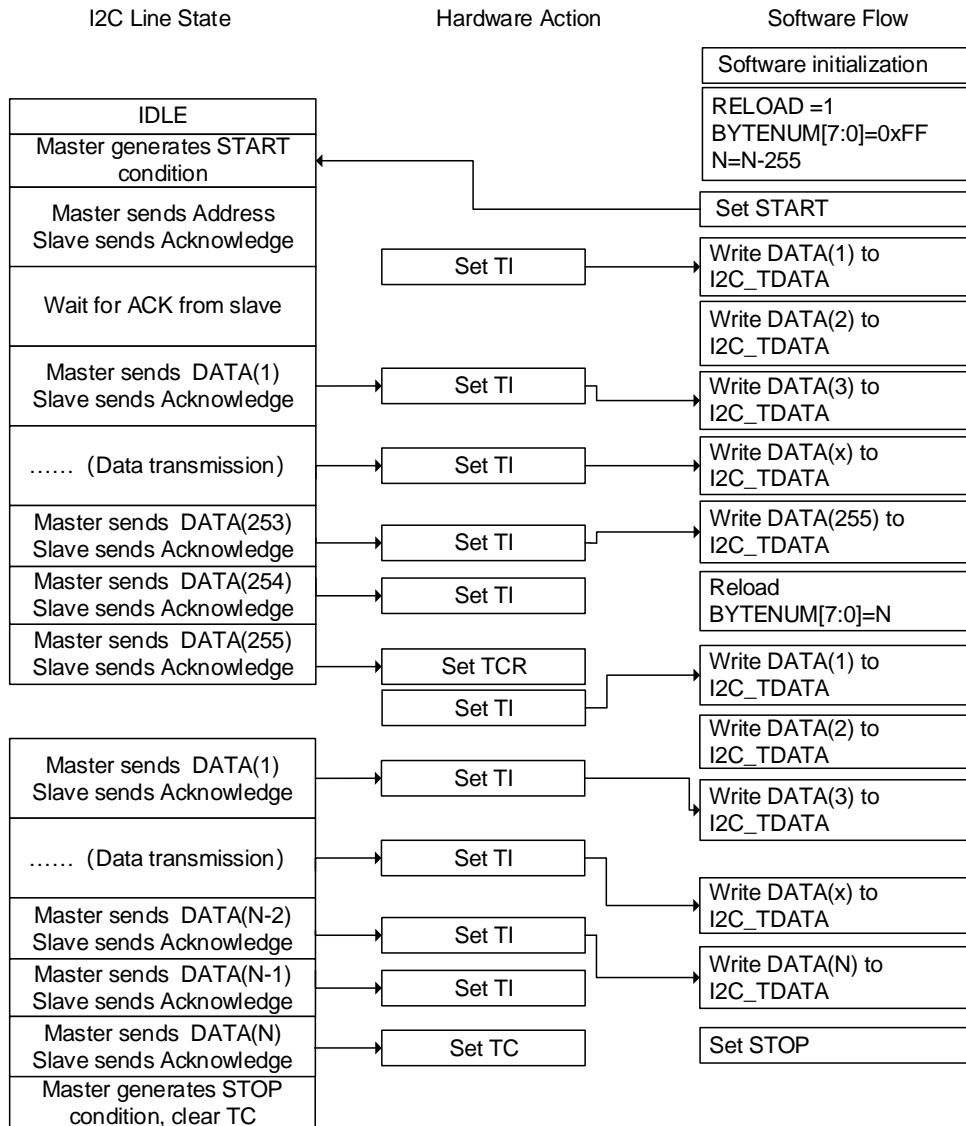 I2C Line State
Hardware Action
Software Flow
Software initialization
IDLE
RELOAD =1
BYTENUM[7:0]=0xFF
N=N-255
Master generates START
condition
Master sends Address
Slave sends Acknowledge
Set START
Set TI
Write DATA(1) to
I2C_TDATA
Wait for ACK from slave
Write DATA(2) to
I2C_TDATA
Master sends DATA(1)
Slave sends Acknowledge
Set TI
Write DATA(3) to
I2C_TDATA
…… (Data transmission)
Set TI
Write DATA(x) to
I2C_TDATA
Master sends DATA(253)
Slave sends Acknowledge
Set TI
Write DATA(255) to
I2C_TDATA
Master sends DATA(254)
Slave sends Acknowledge
Set TI
Reload
BYTENUM[7:0]=N
Master sends DATA(255)
Slave sends Acknowledge
Set TCR
Set TI
Write DATA(1) to
I2C_TDATA
Write DATA(2) to
I2C_TDATA
Master sends DATA(1)
Slave sends Acknowledge
Set TI
Write DATA(3) to
I2C_TDATA
…… (Data transmission)
Set TI
Write DATA(x) to
I2C_TDATA
Master sends DATA(N-2)
Slave sends Acknowledge
Set TI
Write DATA(N) to
I2C_TDATA
Master sends DATA(N-1)
Slave sends Acknowledge
Set TI
Master sends DATA(N)
Slave sends Acknowledge
Set TC
Set STOP
Master generates STOP
condition, clear TC